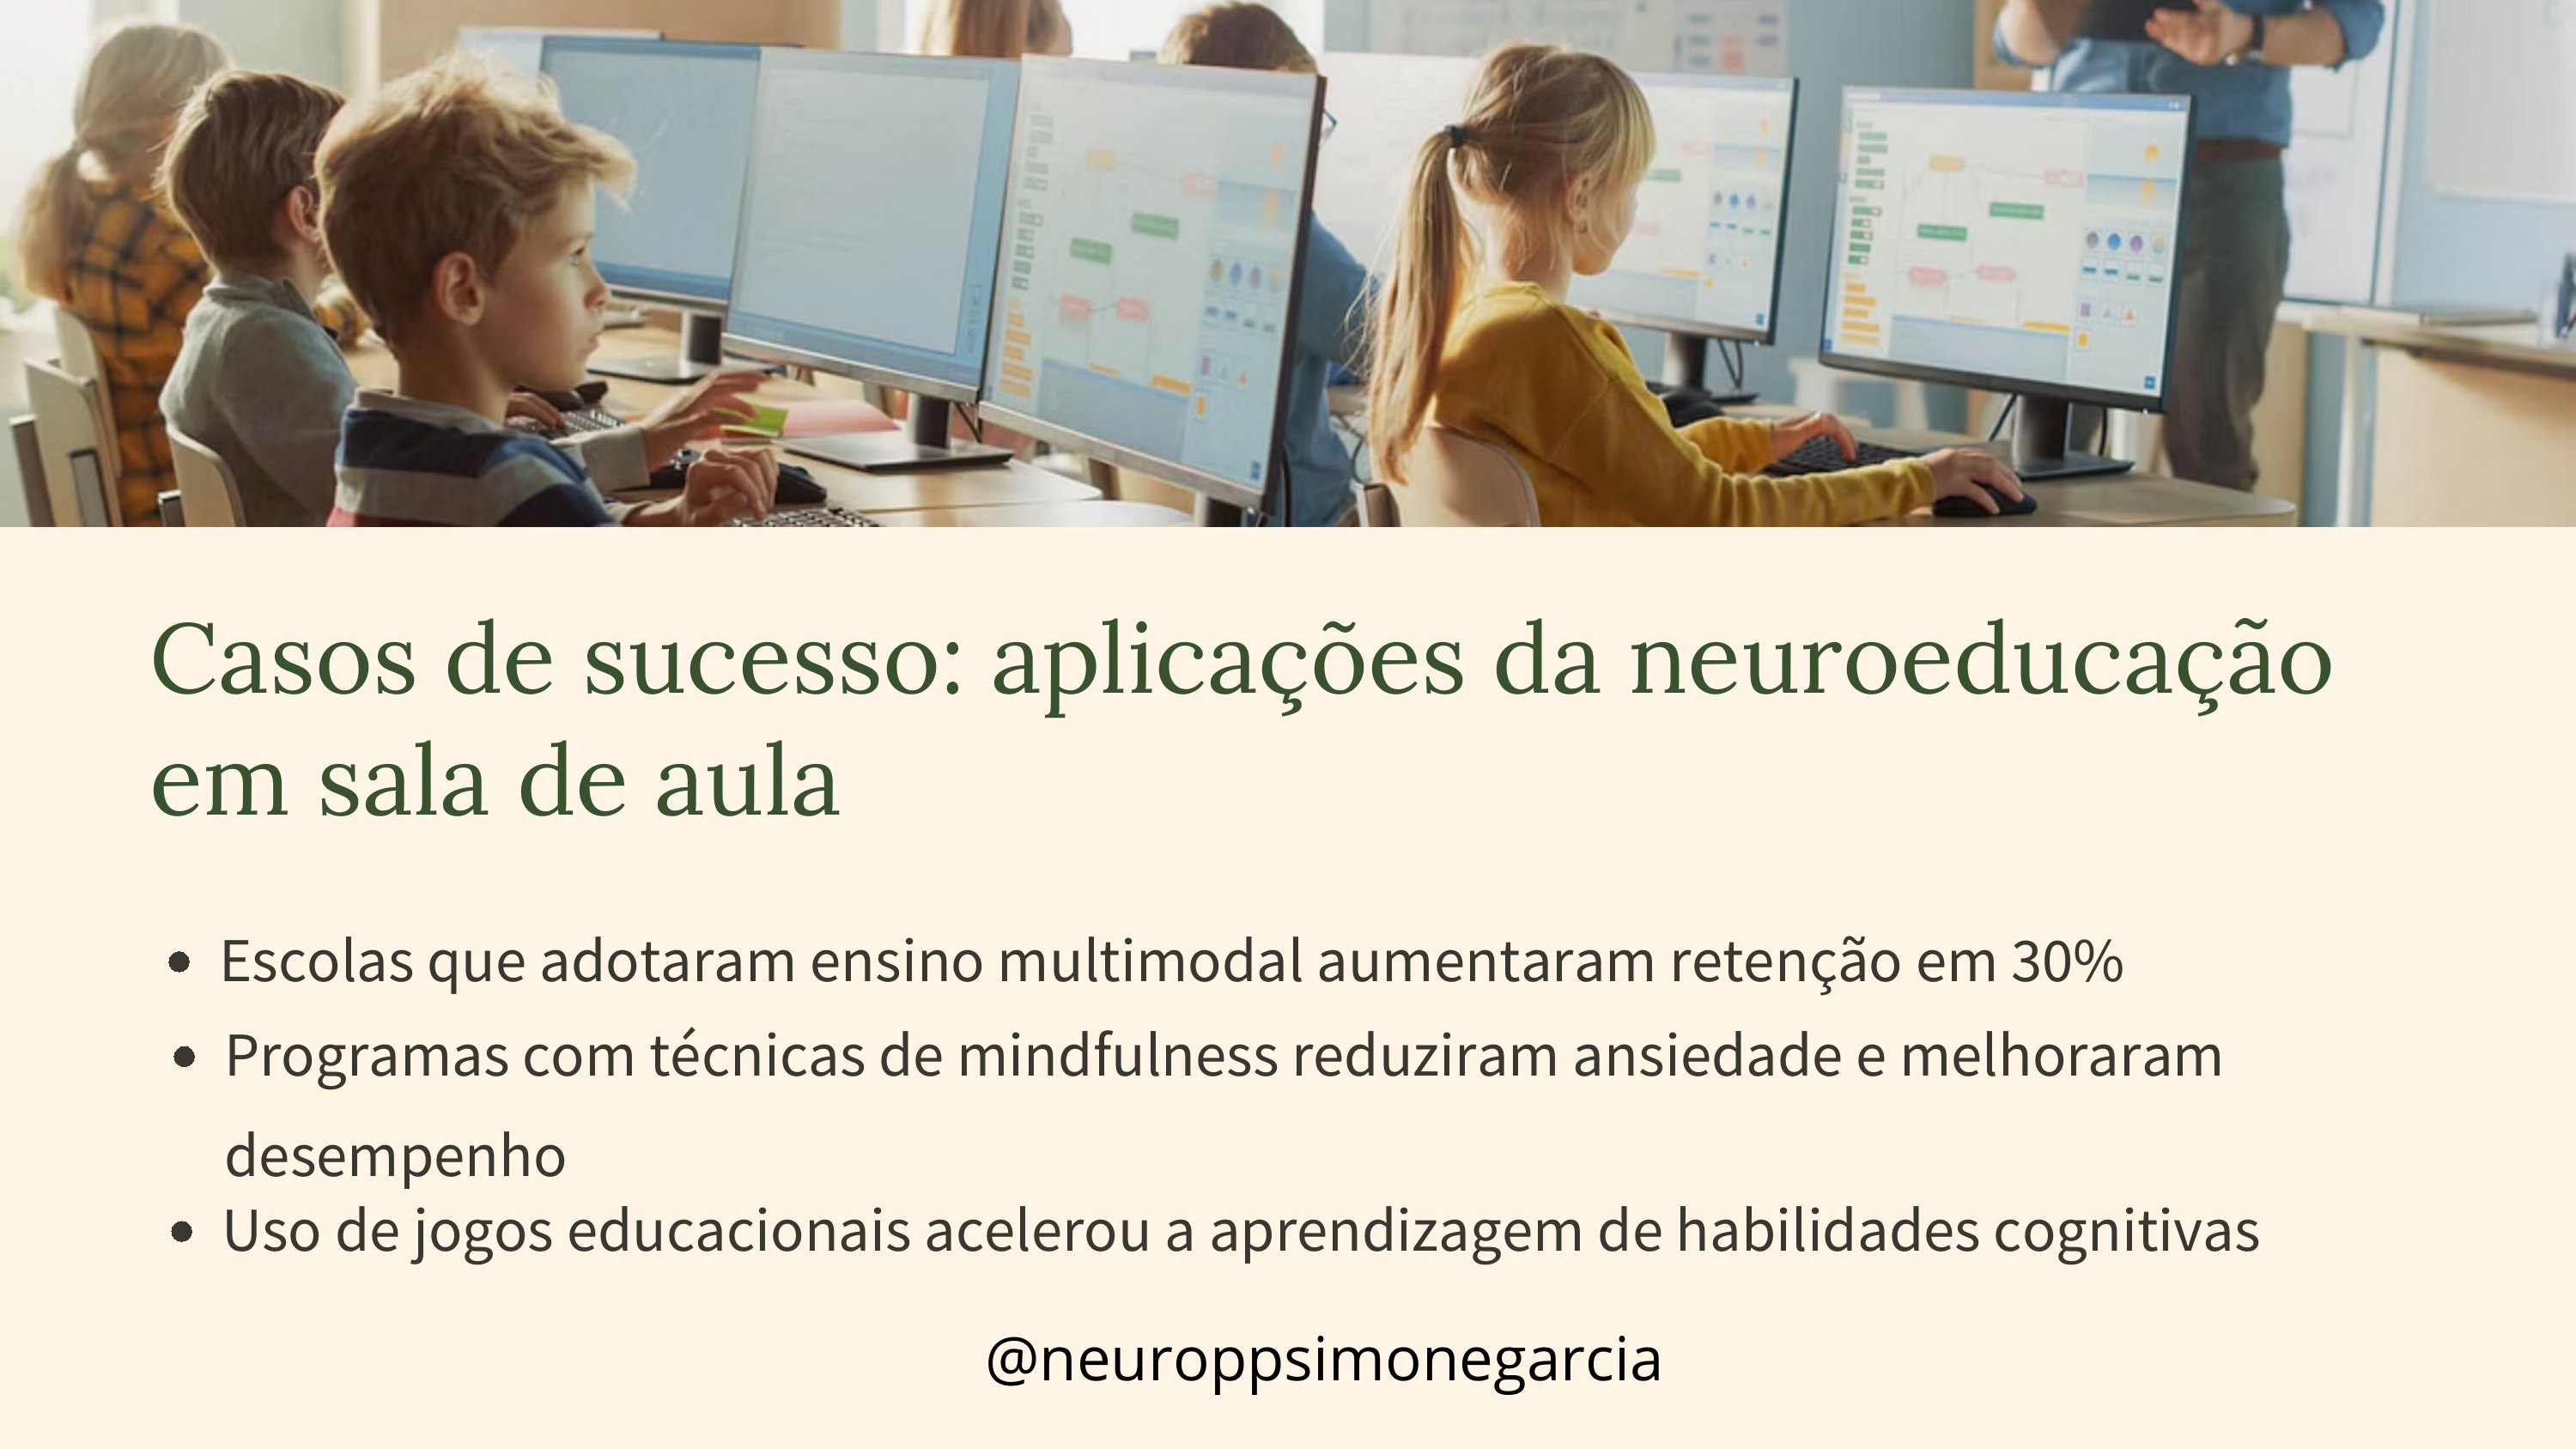 Casos de sucesso: aplicações da neuroeducação
em sala de aula
• Escolas que adotaram ensino multimodal aumentaram retenção em 30%
• Programas com técnicas de mindfulness reduziram ansiedade e melhoraram
desempenho
• Uso de jogos educacionais acelerou a aprendizagem de habilidades cognitivas
@neuroppsimonegarcia